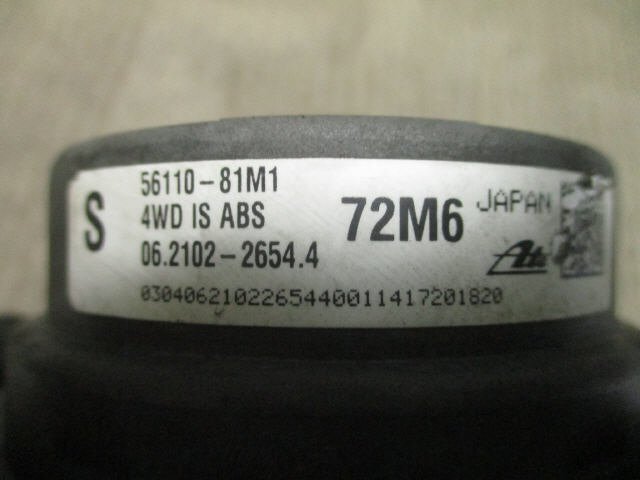 S
56110-81M1
4WD IS ABS
06.2102-2654.4
72M6
JAPAN
Ate
0304062102265440011417201820